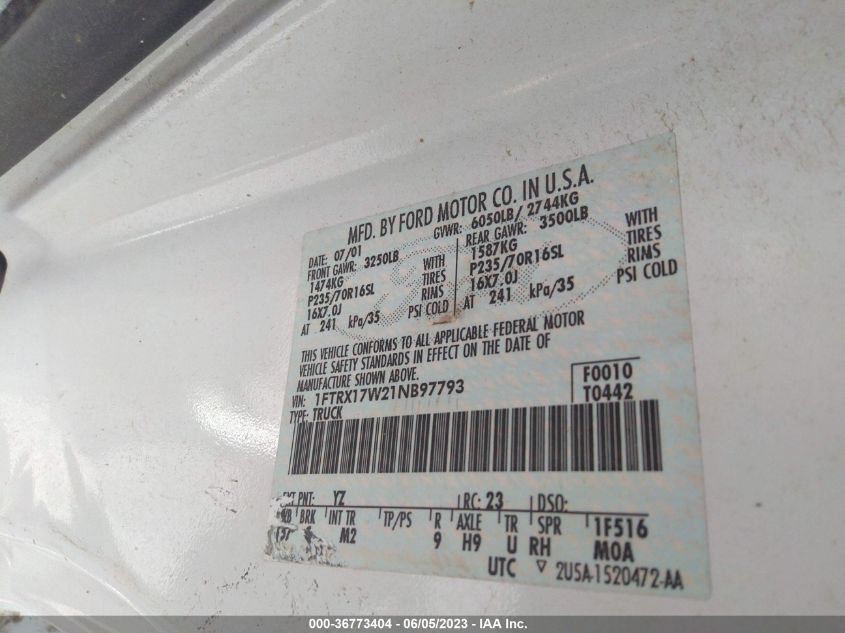 MFD. BY FORD MOTOR CO. IN U.S.A.
DATE: 07/01 GVWR: 6050LB/ 2744KG
FRONT GAWR: 3250LB REAR GAWR: 3500LB
1474KG WITH 1587KG WITH
P235/70R16SL TIRES P235/70R16SL TIRES
16X7.0J RIMS 16X7.0J RIMS
AT 241 kPa/35 PSI COLD AT 241 kPa/35 PSI COLD
THIS VEHICLE CONFORMS TO ALL APPLICABLE FEDERAL MOTOR
VEHICLE SAFETY STANDARDS IN EFFECT ON THE DATE OF
MANUFACTURE SHOWN ABOVE.
VIN: 1FTRX17W21NB97793 F0010
TYPE: TRUCK T0442
PNT: YZ RC: 23 DSO:
BRK INT TR TP/PS R AXLE TR SPR 1F516
M2 9 H9 U RH MOA
UTC ▽ 2U5A-1520472-AA
000-36773404 - 06/05/2023 - IAA Inc.